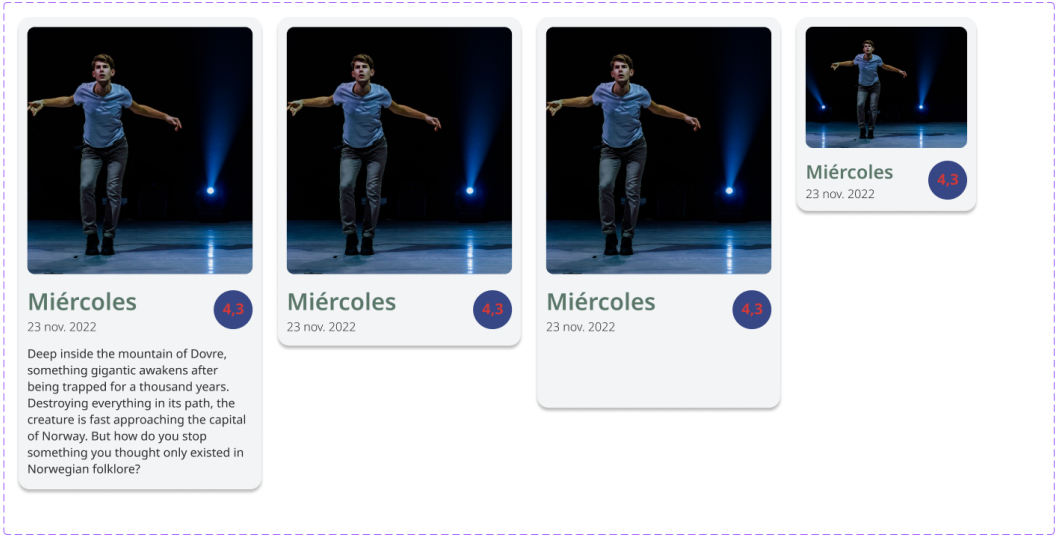 Miércoles
4,3
23 nov. 2022
Deep inside the mountain of Dovre,
something gigantic awakens after
being trapped for a thousand years.
Destroying everything in its path, the
creature is fast approaching the capital
of Norway. But how do you stop
something you thought only existed in
Norwegian folklore?
Miércoles
4,3
23 nov. 2022
Miércoles
4,3
23 nov. 2022
Miércoles
4,3
23 nov. 2022